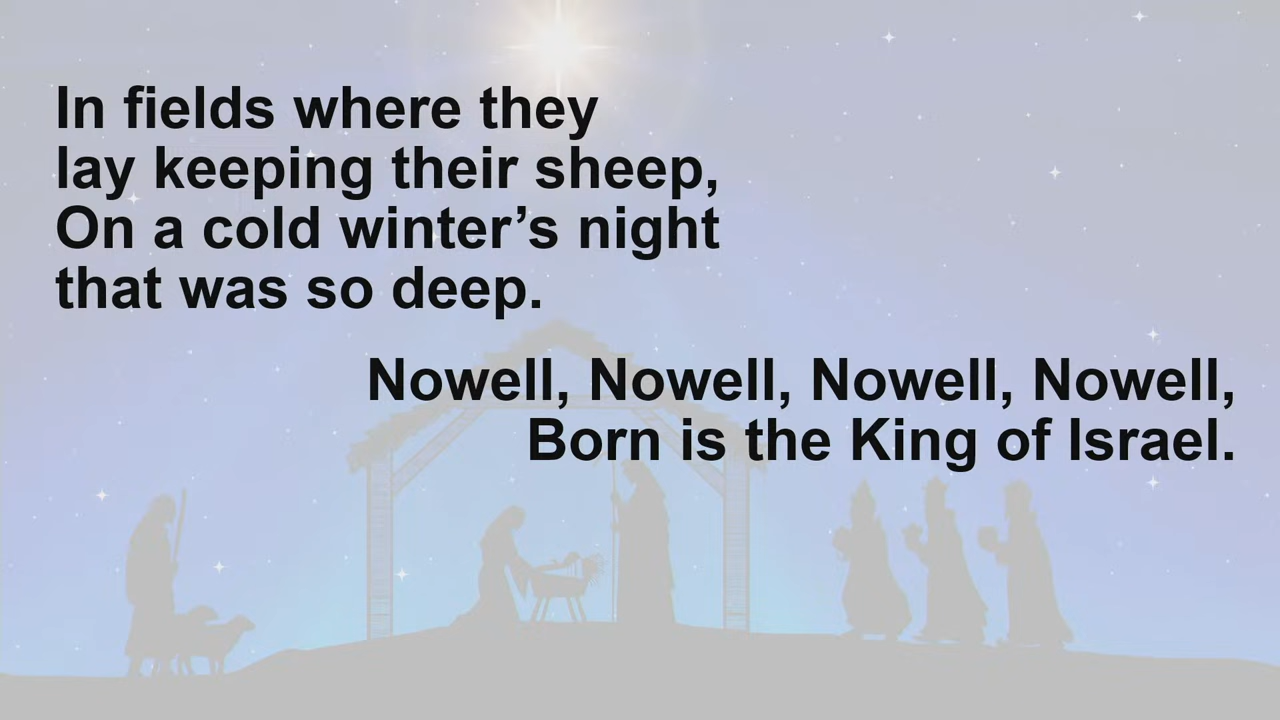 In fields where they
lay keeping their sheep,
On a cold winter’s night
that was so deep.
Nowell, Nowell, Nowell, Nowell,
Born is the King of Israel.